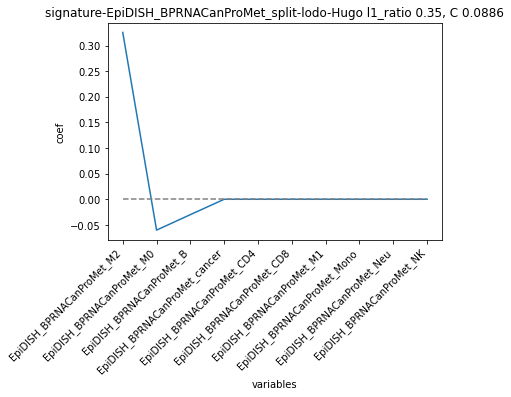 signature-EpiDISH_BPRNACanProMet_split-lodo-Hugo l1_ratio 0.35, C 0.0886
0.30
0.25
0.20
0.15
0.10
0.05
0.00
−0.05
coef
EpiDISH_BPRNACanProMet_M2
EpiDISH_BPRNACanProMet_M0
EpiDISH_BPRNACanProMet_B
EpiDISH_BPRNACanProMet_cancer
EpiDISH_BPRNACanProMet_CD4
EpiDISH_BPRNACanProMet_CD8
EpiDISH_BPRNACanProMet_M1
EpiDISH_BPRNACanProMet_Mono
EpiDISH_BPRNACanProMet_Neu
EpiDISH_BPRNACanProMet_NK
variables